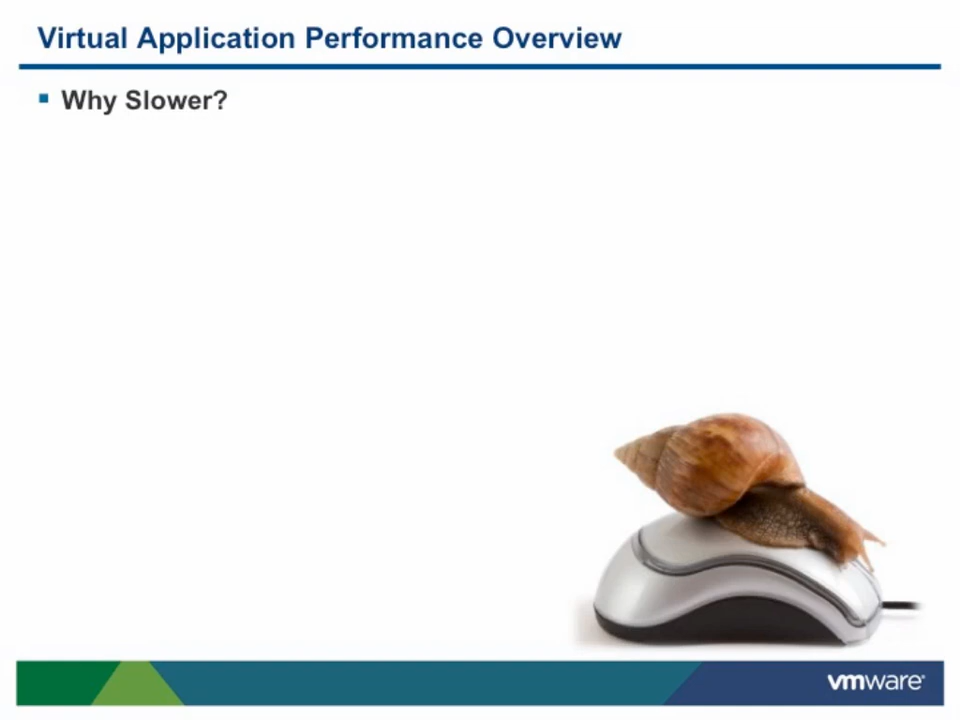 Virtual Application Performance Overview
▪ Why Slower?
vmware®